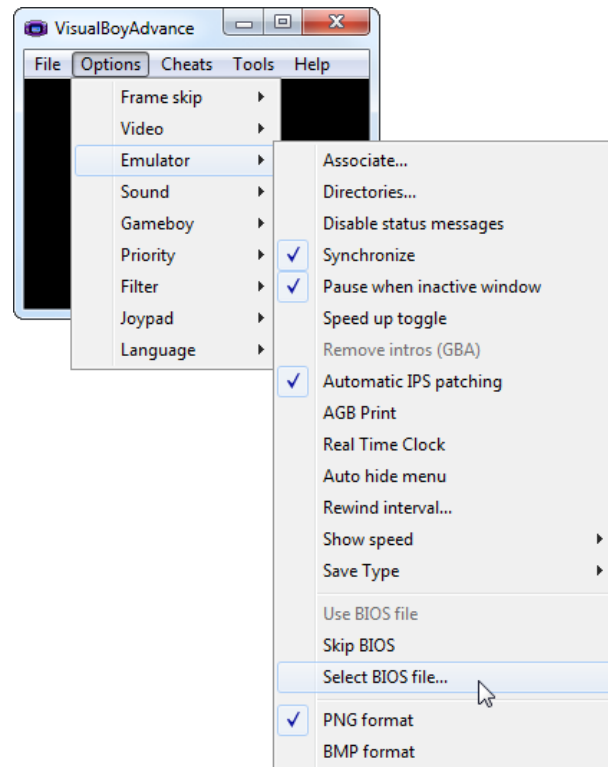 VisualBoyAdvance
File Options Cheats Tools Help
Frame skip
Video
Emulator
Sound
Gameboy
Priority
Filter
Joypad
Language
Associate...
Directories...
Disable status messages
Synchronize
Pause when inactive window
Speed up toggle
Remove intros (GBA)
Automatic IPS patching
AGB Print
Real Time Clock
Auto hide menu
Rewind interval...
Show speed
Save Type
Use BIOS file
Skip BIOS
Select BIOS file...
PNG format
BMP format